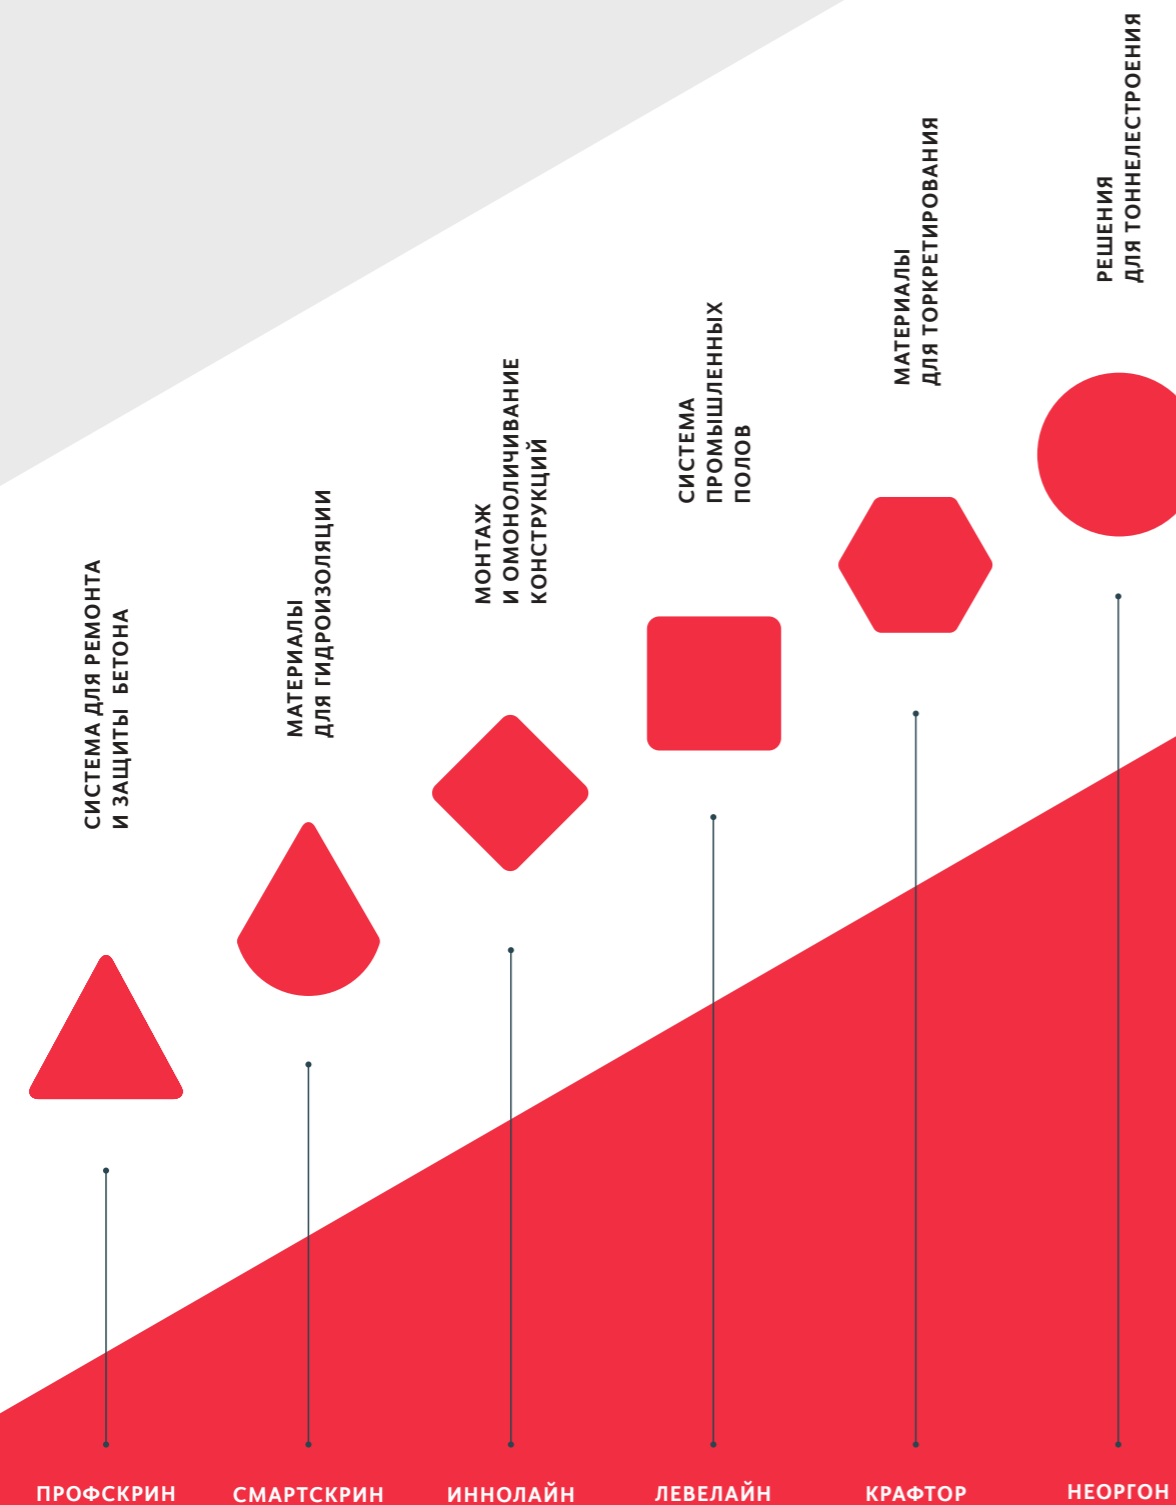 СИСТЕМА ДЛЯ РЕМОНТА
И ЗАЩИТЫ БЕТОНА
МАТЕРИАЛЫ
ДЛЯ ГИДРОИЗОЛЯЦИИ
МОНТАЖ
И ОМОНОЛИЧИВАНИЕ
КОНСТРУКЦИЙ
СИСТЕМА
ПРОМЫШЛЕННЫХ
ПОЛОВ
МАТЕРИАЛЫ
ДЛЯ ТОРКРЕТИРОВАНИЯ
РЕШЕНИЯ
ДЛЯ ТОННЕЛЕСТРОЕНИЯ
ПРОФСКРИН
СМАРТСКРИН
ИННОЛАЙН
ЛЕВЕЛАЙН
КРАФТОР
НЕОРГОН